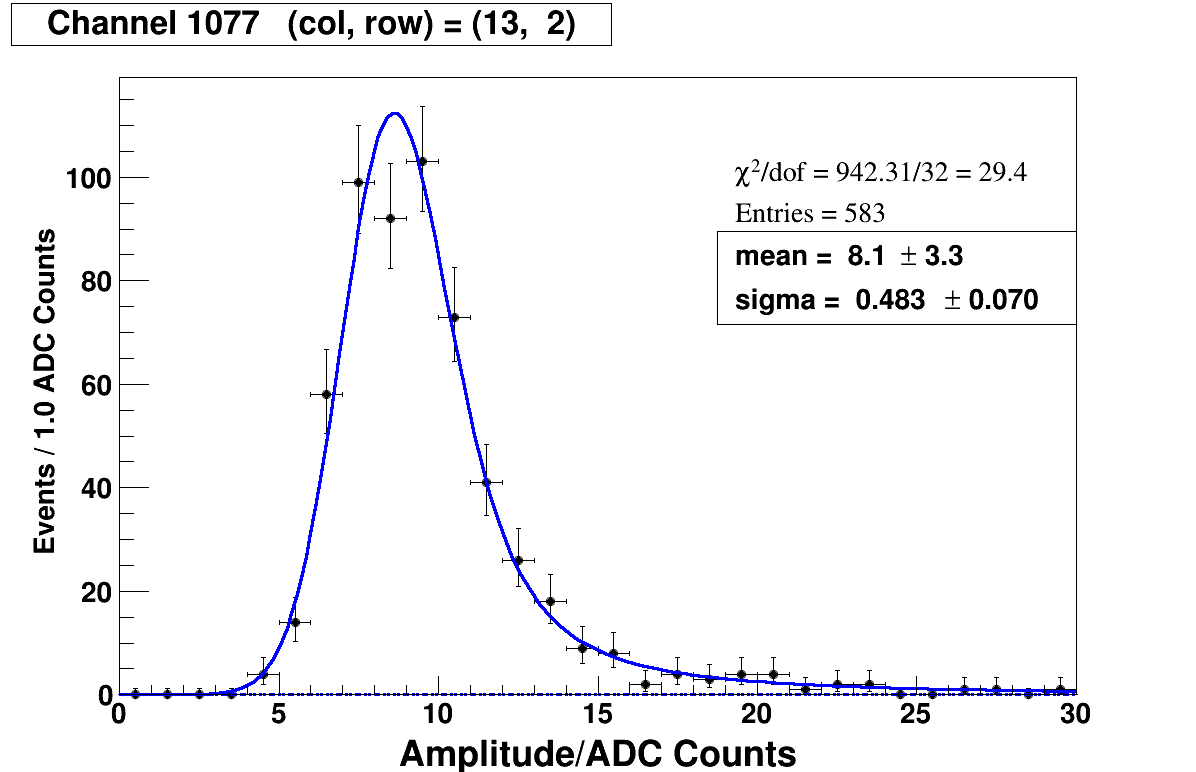 Channel 1077 (col, row) = (13, 2)
χ²/dof = 942.31/32 = 29.4
Entries = 583
mean = 8.1 ± 3.3
sigma = 0.483 ± 0.070
Events / 1.0 ADC Counts
100
80
60
40
20
0
0 5 10 15 20 25 30
Amplitude/ADC Counts